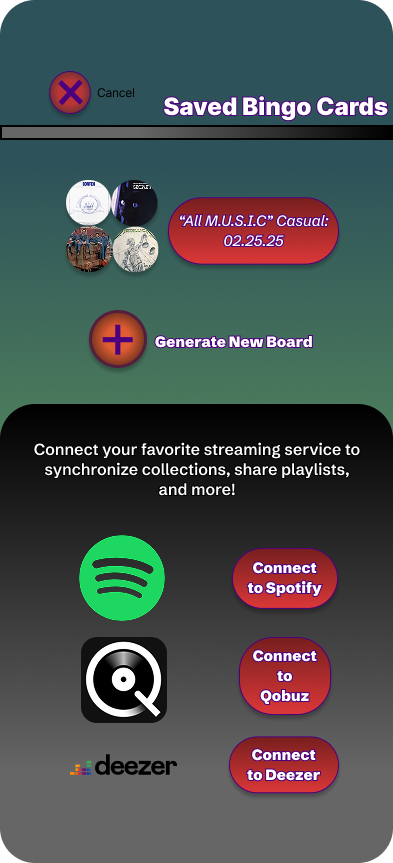 Cancel
Saved Bingo Cards
“All M.U.S.I.C” Casual:
02.25.25
Generate New Board
Connect your favorite streaming service to
synchronize collections, share playlists,
and more!
Connect
to Spotify
Connect
to
Qobuz
deezer
Connect
to Deezer